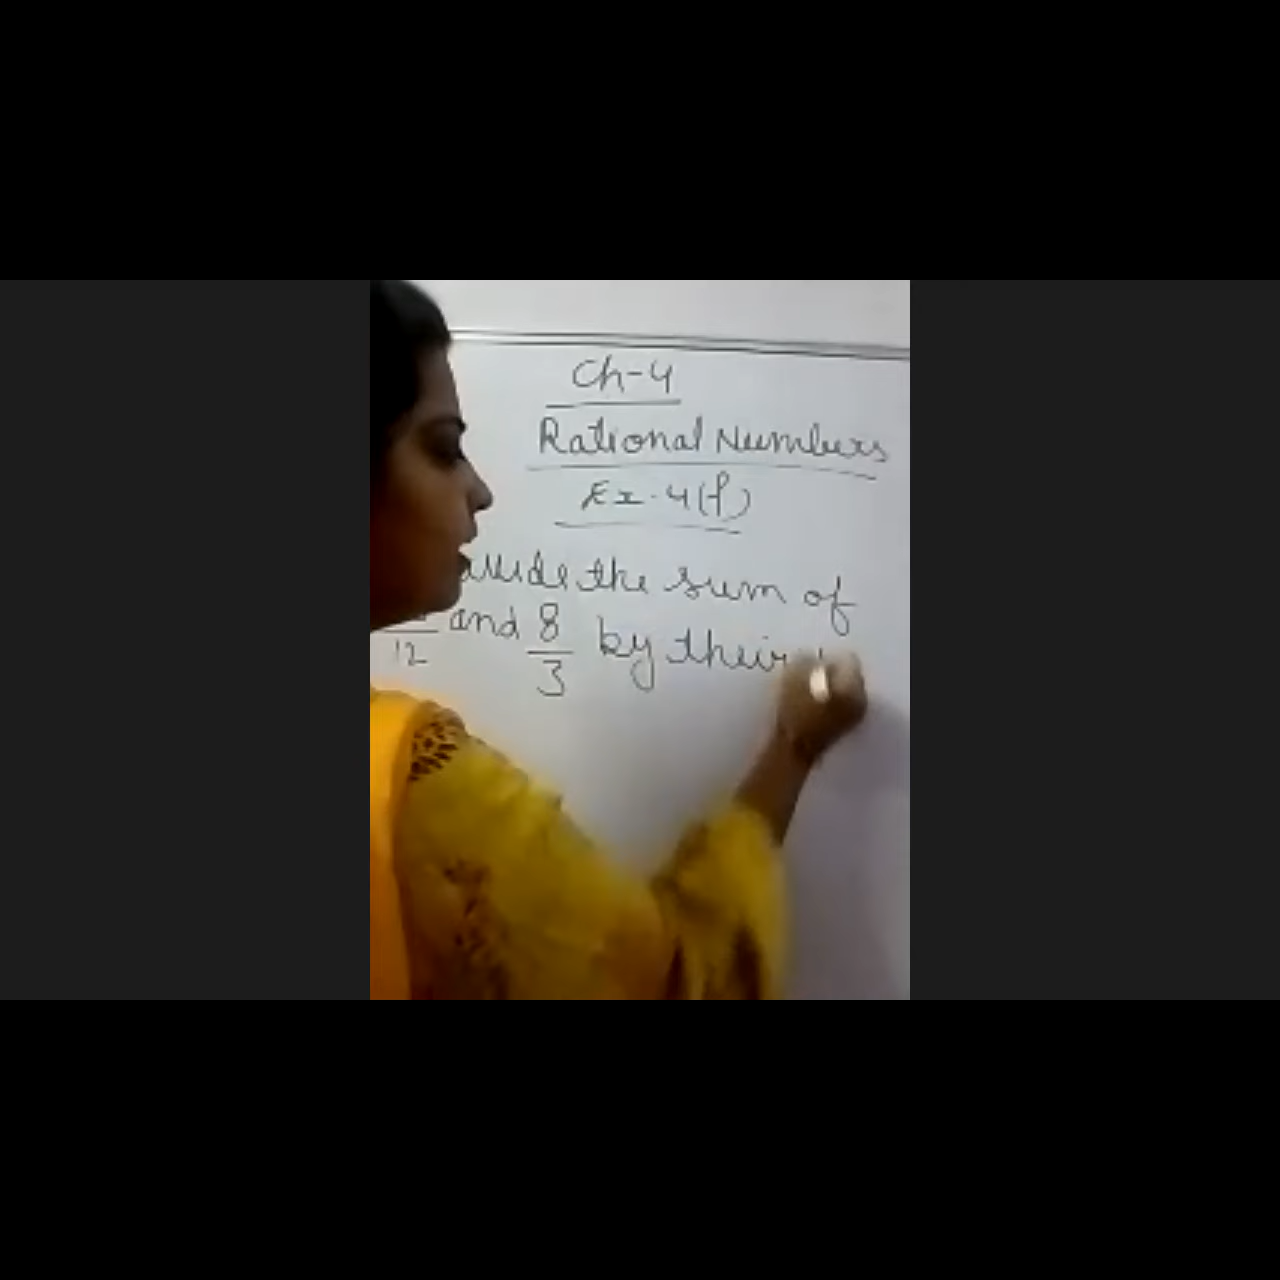 Ch-4
Rational Numbers
Ex. 4(f)
the sum of
12 and 8/3 by their